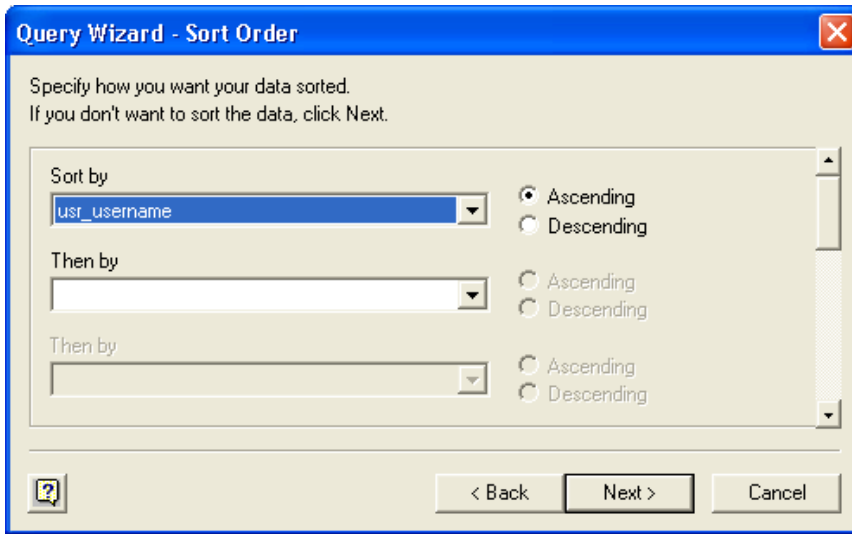 Query Wizard - Sort Order
Specify how you want your data sorted.
If you don't want to sort the data, click Next.
Sort by
usr_username
Ascending
Descending
Then by
Ascending
Descending
Then by
Ascending
Descending
< Back
Next >
Cancel